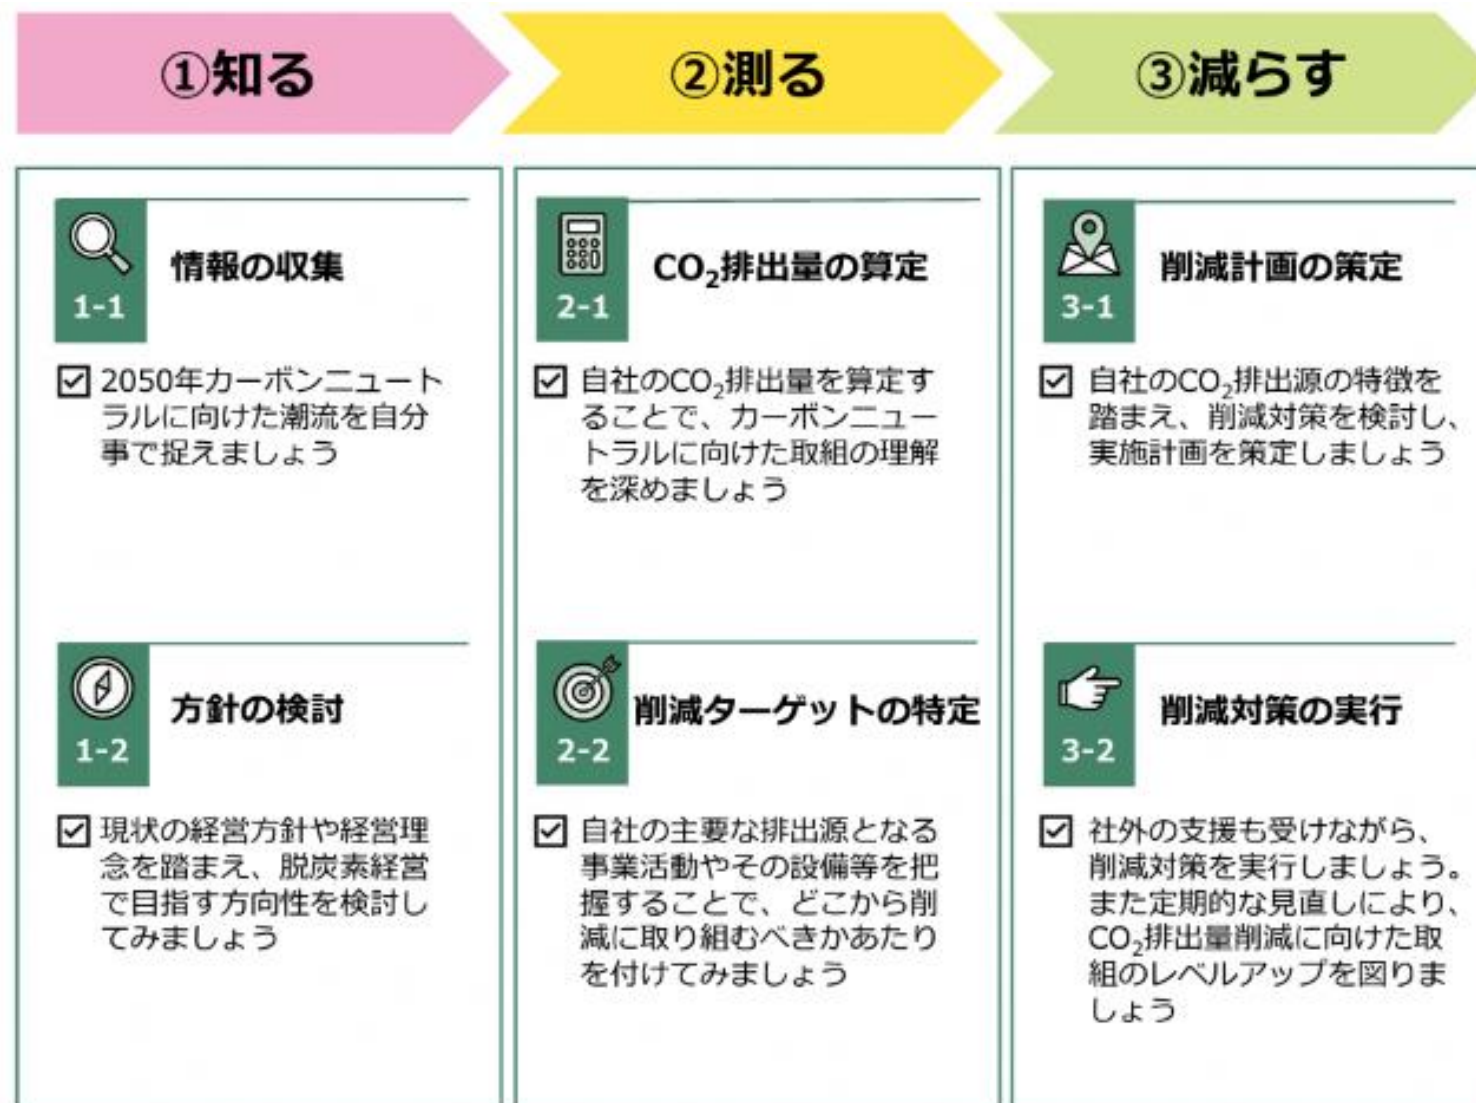 ①知る
②測る
③減らす
1-1
情報の収集
2050年カーボンニュート
ラルに向けた潮流を自分
事で捉えましょう
1-2
方針の検討
現状の経営方針や経営理
念を踏まえ、脱炭素経営
で目指す方向性を検討し
てみましょう
2-1
CO₂排出量の算定
自社のCO₂排出量を算定す
ることで、カーボンニュー
トラルに向けた取組の理解
を深めましょう
2-2
削減ターゲットの特定
自社の主要な排出源となる
事業活動やその設備等を把
握することで、どこから削
減に取り組むべきかあたり
を付けてみましょう
3-1
削減計画の策定
自社のCO₂排出源の特徴を
踏まえ、削減対策を検討し、
実施計画を策定しましょう
3-2
削減対策の実行
社外の支援も受けながら、
削減対策を実行しましょう。
また定期的な見直しにより、
CO₂排出量削減に向けた取
組のレベルアップを図りま
しょう